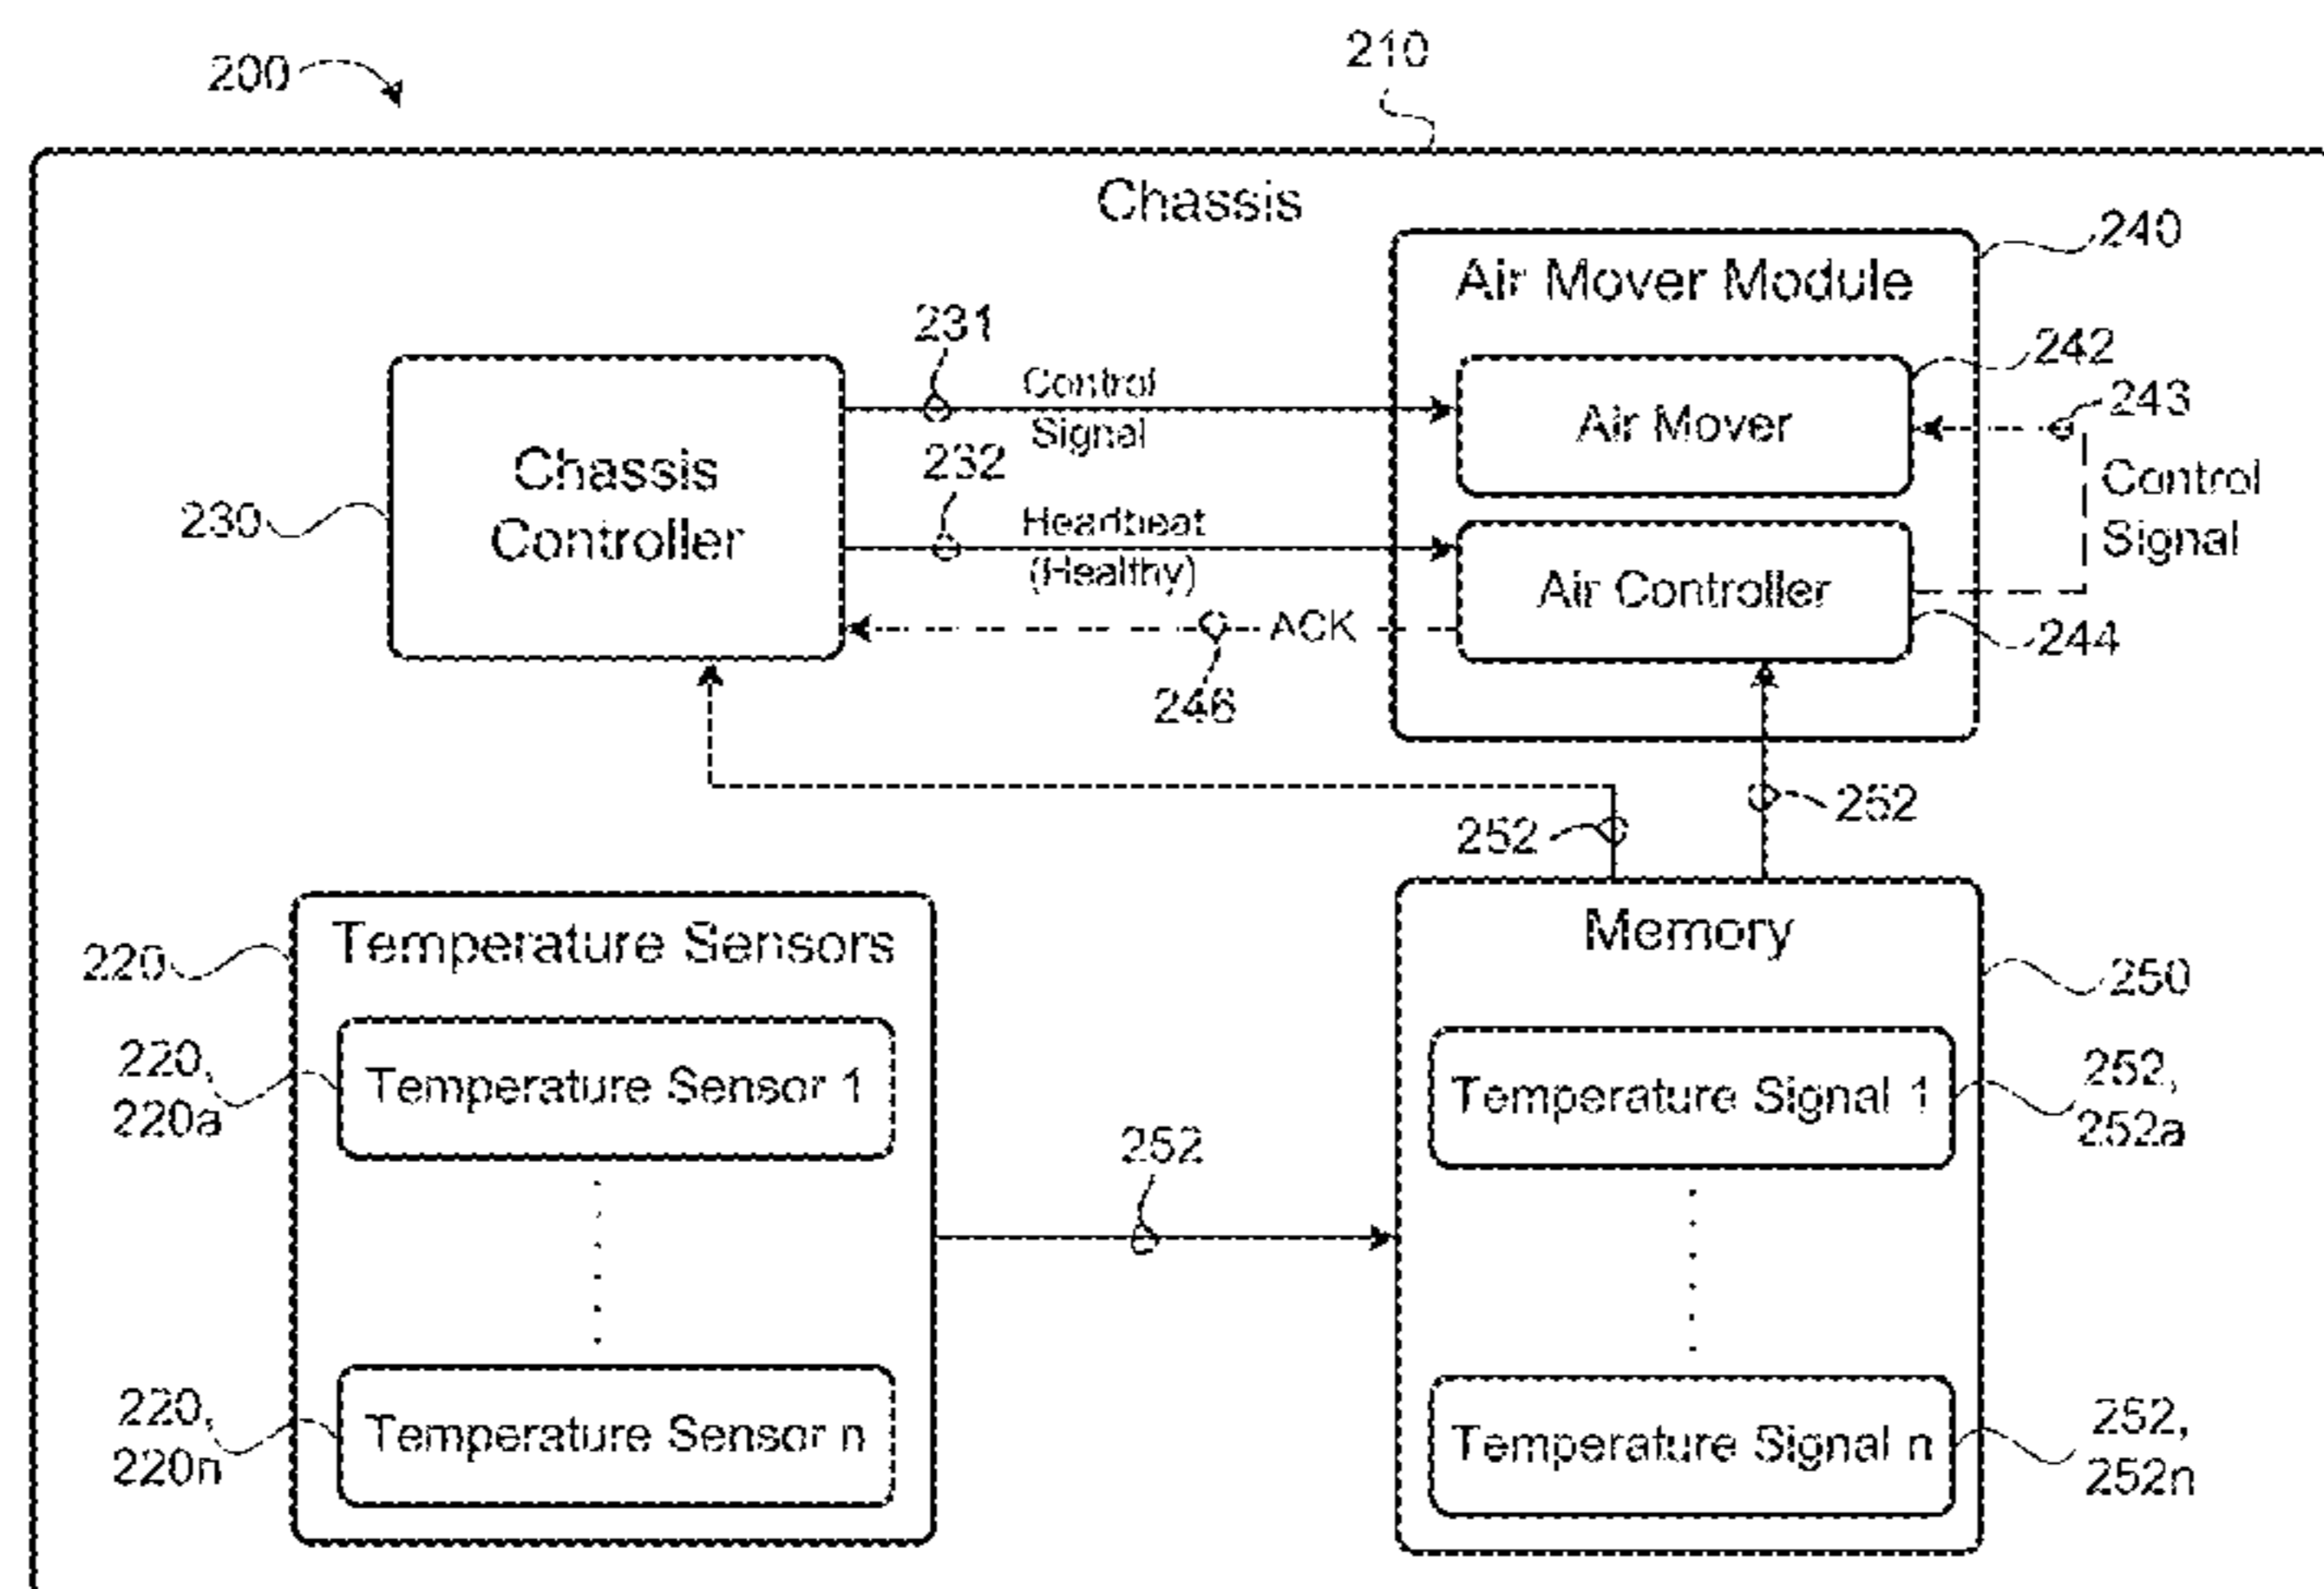 200
210
Chassis
240
Air Mover Module
231
Control
Signal
242
Air Mover
243
Control
Signal
Chassis
Controller
230
232
Heartbeat
(Healthy)
Air Controller
244
ACK
246
252
252
Temperature Sensors
220
Temperature Sensor 1
220,
220a
Temperature Sensor n
220,
220n
252
Memory
250
Temperature Signal 1
252,
252a
Temperature Signal n
252,
252n